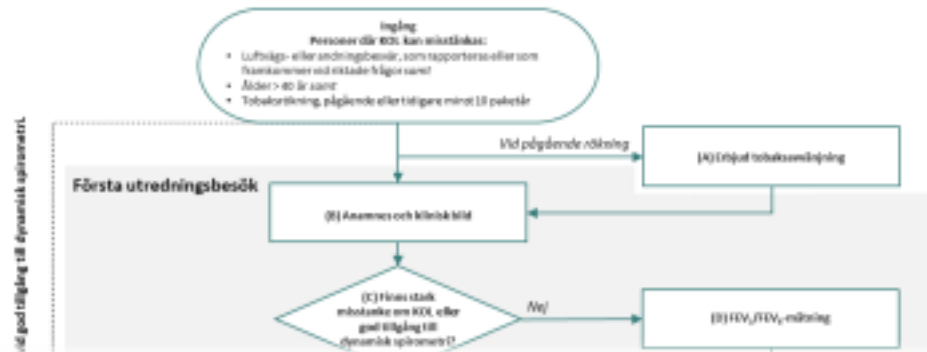 Ingång
Personer där KOL kan misstänkas:
• Luftvägs- eller andningsbesvär, som rapporteras eller som
framkommer vid riktade frågor samt
• Ålder > 40 år samt
• Tobaksrökning, pågående eller tidigare minst 10 paketår
Vid pågående rökning
(A) Erbjud tobaksavvänjning
Första utredningsbesök
(B) Anamnes och klinisk bild
(C) Finns stark
misstanke om KOL eller
god tillgång till
dynamisk spirometri?
Nej
(D) FEV₁/FEV₆-mätning
vid god tillgång till dynamisk spirometri.